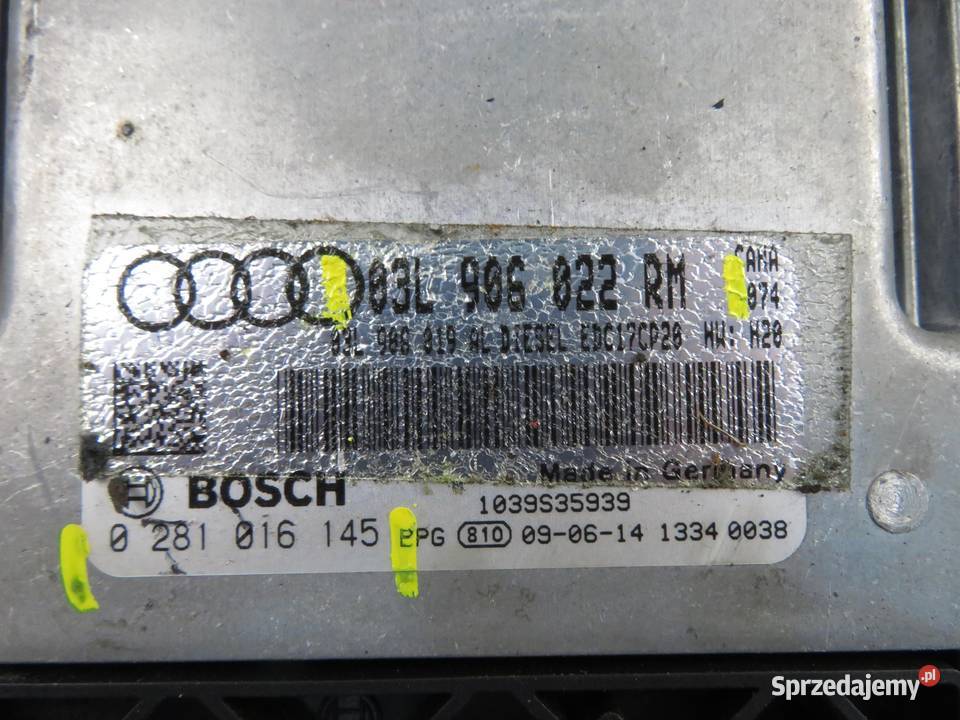 03L 906 022 RM CAHA
074
03L 906 019 AL DIESEL EDC17CP20 HW: H20
Made in Germany
BOSCH
1039S35939
0 281 016 145 PPG 810 09-06-14 1334 0038
Sprzedajemy.pl